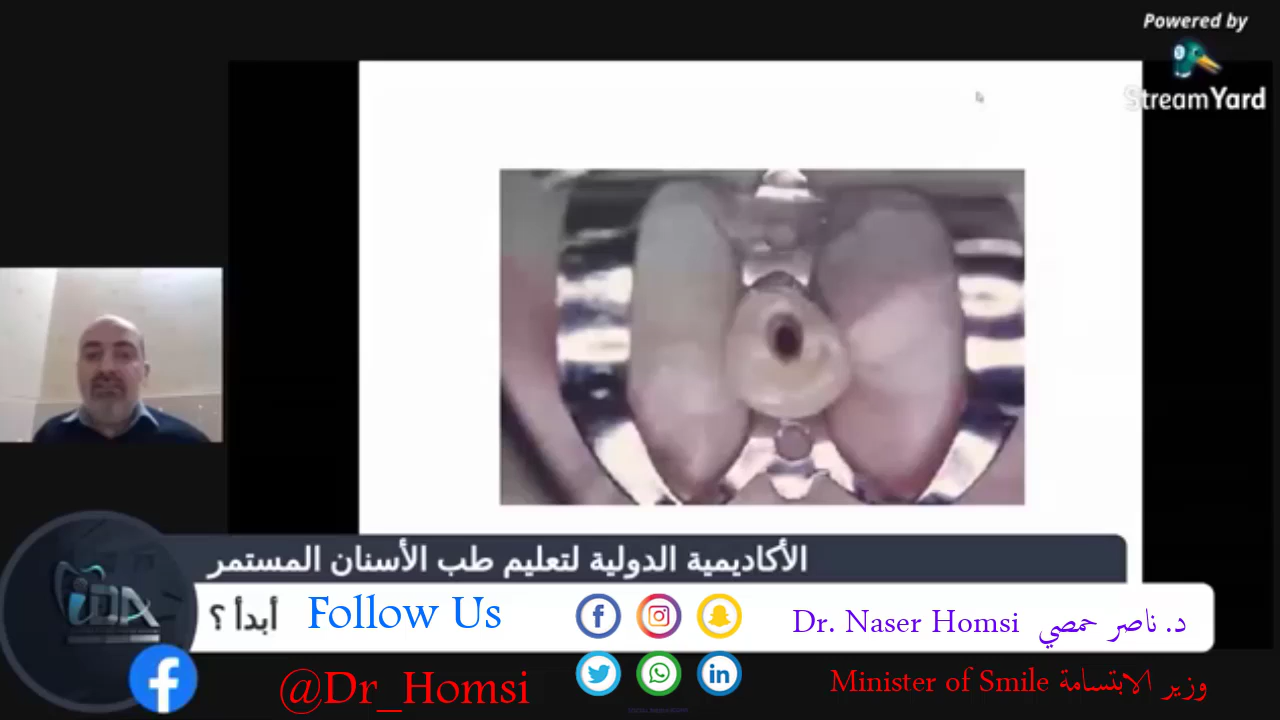 Powered by
StreamYard
الأكاديمية الدولية لتعليم طب الأسنان المستمر
أبدأ ؟
Follow Us
Dr. Naser Homsi د. ناصر حمصي
IDA
@Dr_Homsi
Minister of Smile وزير الابتسامة